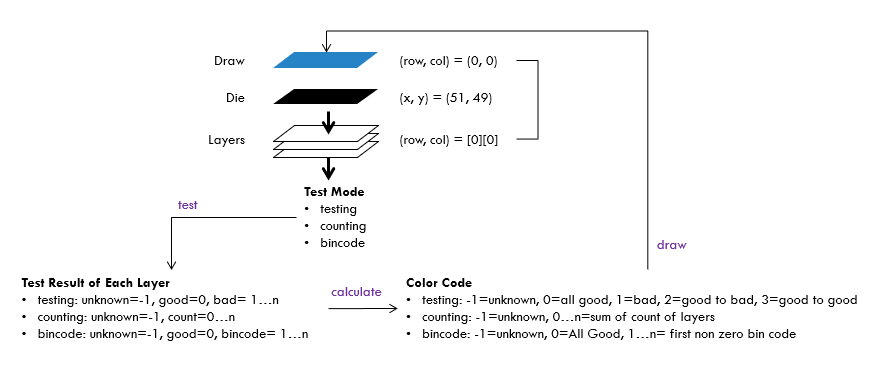 Draw (row, col) = (0, 0)
Die (x, y) = (51, 49)
Layers (row, col) = [0][0]
Test Mode
• testing
• counting
• bincode
test
draw
Test Result of Each Layer
• testing: unknown=-1, good=0, bad= 1…n
• counting: unknown=-1, count=0…n
• bincode: unknown=-1, good=0, bincode= 1…n
calculate
Color Code
• testing: -1=unknown, 0=all good, 1=bad, 2=good to bad, 3=good to good
• counting: -1=unknown, 0…n=sum of count of layers
• bincode: -1=unknown, 0=All Good, 1…n= first non zero bin code